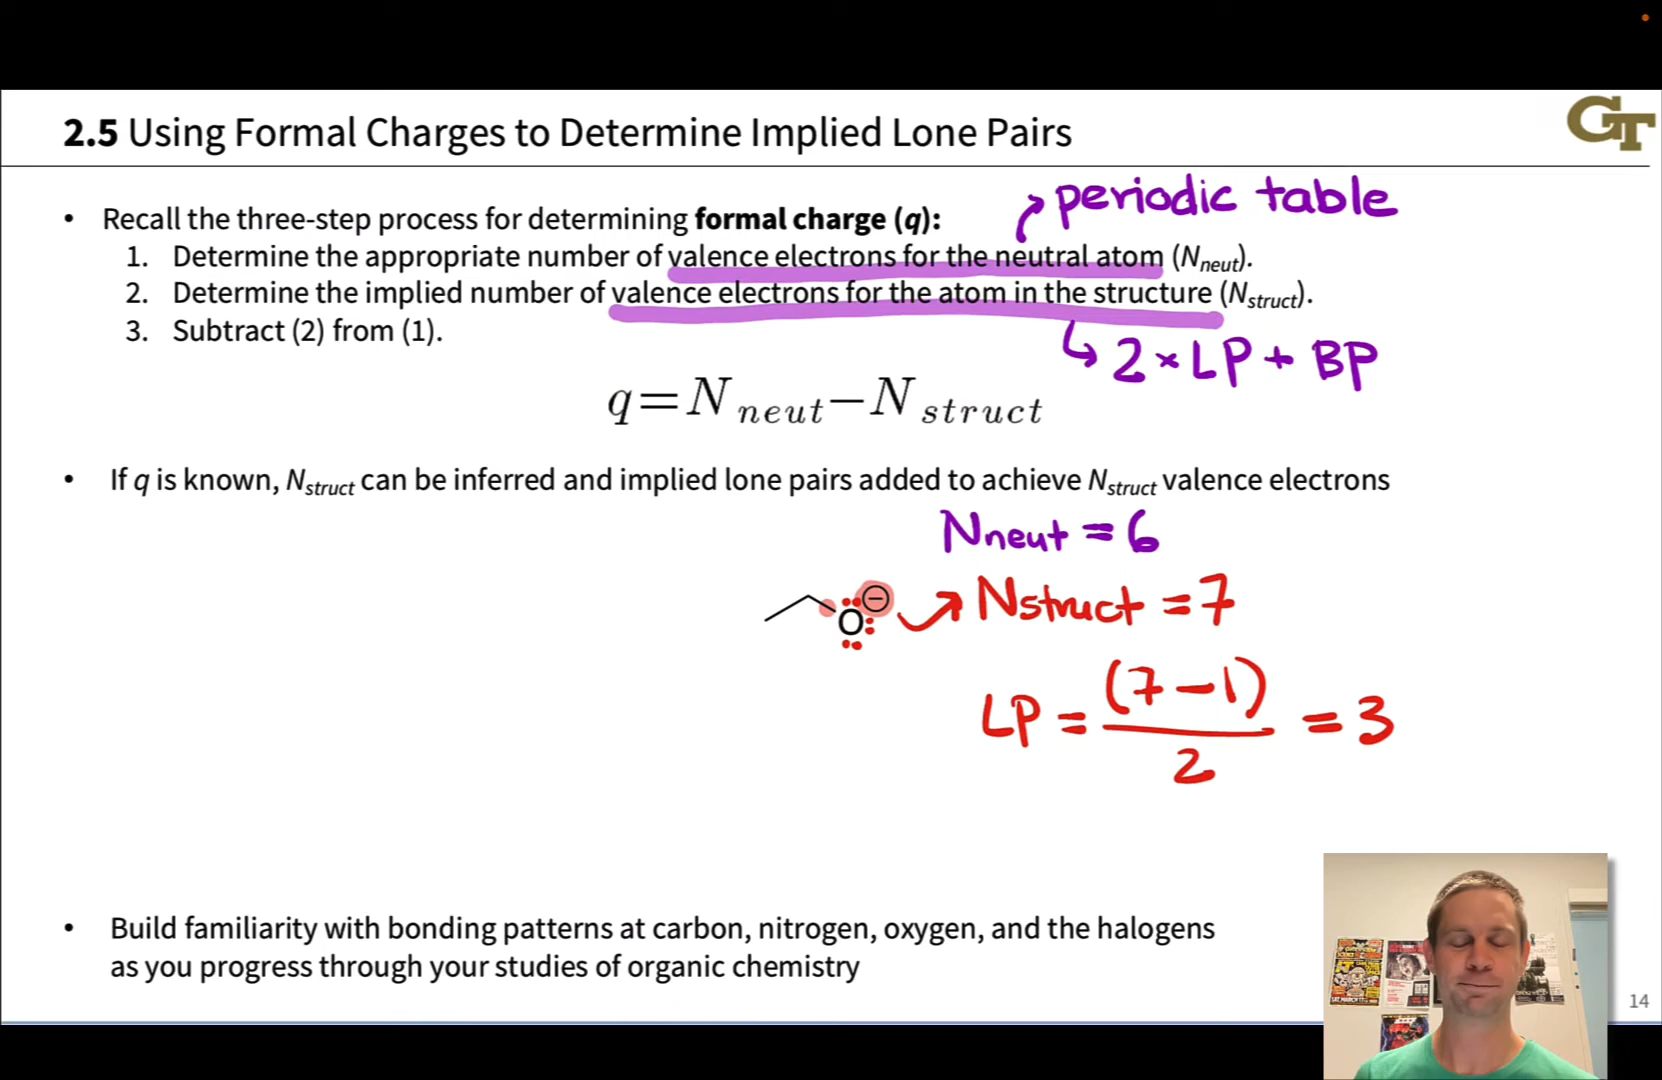 2.5 Using Formal Charges to Determine Implied Lone Pairs
GT
periodic table
• Recall the three-step process for determining formal charge (q):
1. Determine the appropriate number of valence electrons for the neutral atom (Nneut).
2. Determine the implied number of valence electrons for the atom in the structure (Nstruct).
3. Subtract (2) from (1).
2 × LP + BP
q=Nneut−Nstruct
• If q is known, Nstruct can be inferred and implied lone pairs added to achieve Nstruct valence electrons
Nneut = 6
O⊖
Nstruct = 7
LP = (7−1)/2 = 3
• Build familiarity with bonding patterns at carbon, nitrogen, oxygen, and the halogens
as you progress through your studies of organic chemistry
14